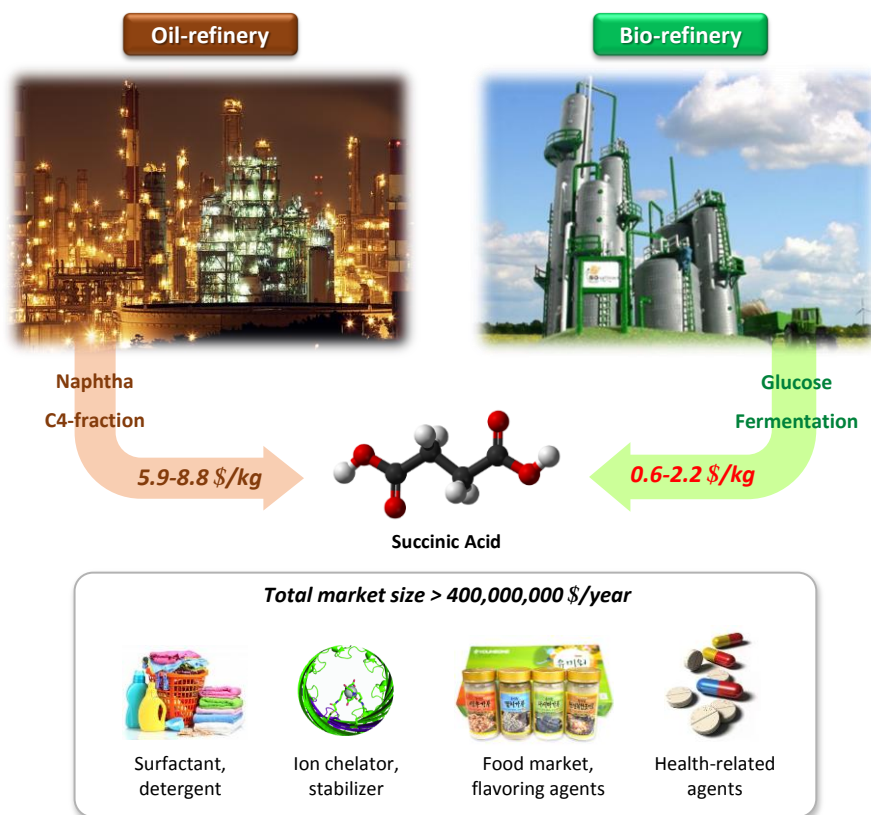 Oil-refinery
Bio-refinery
Naphtha
C4-fraction
Glucose
Fermentation
5.9-8.8 $/kg
0.6-2.2 $/kg
Succinic Acid
Total market size > 400,000,000 $/year
Surfactant,
detergent
Ion chelator,
stabilizer
Food market,
flavoring agents
Health-related
agents